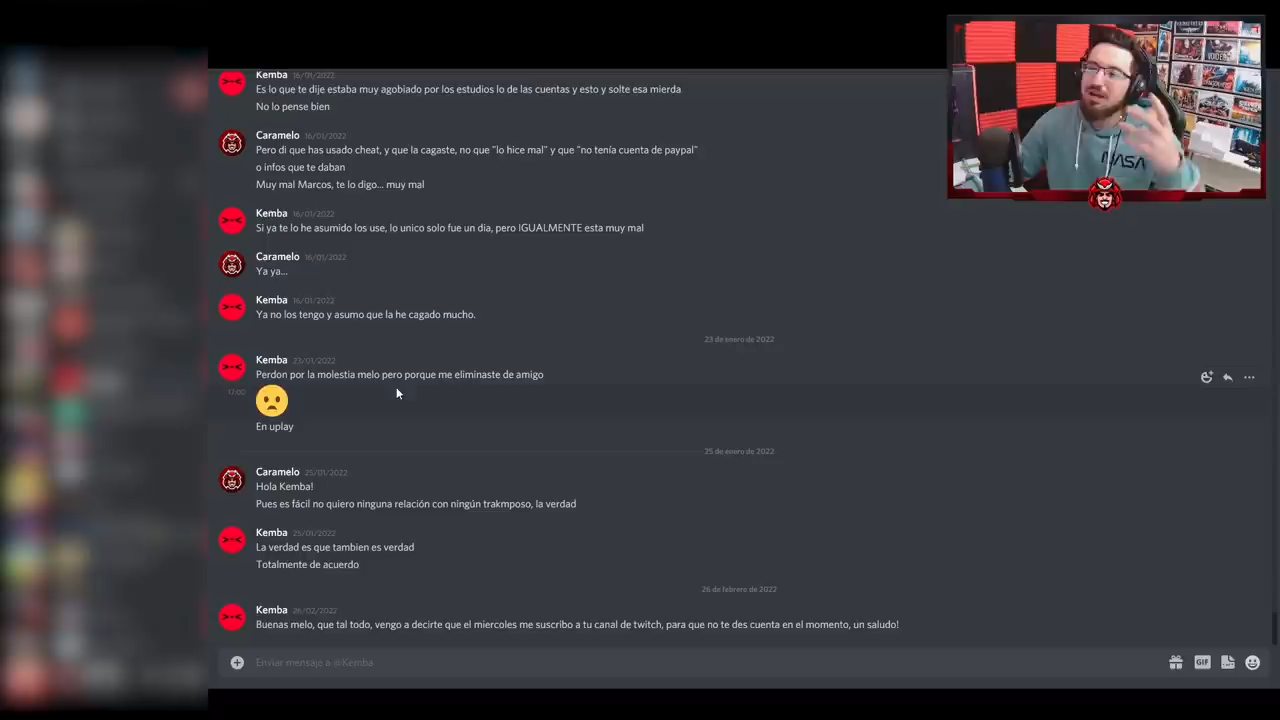 Kemba 16/01/2022
Es lo que te dije estaba muy agobiado por los estudios lo de las cuentas y esto y solte esa mierda
No lo pense bien
Caramelo 16/01/2022
Pero di que has usado cheat, y que la cagaste, no que "lo hice mal" y que "no tenía cuenta de paypal"
o infos que te daban
Muy mal Marcos, te lo digo... muy mal
Kemba 16/01/2022
Si ya te lo he asumido los use, lo unico solo fue un dia, pero IGUALMENTE esta muy mal
Caramelo 16/01/2022
Ya ya...
Kemba 16/01/2022
Ya no los tengo y asumo que la he cagado mucho.
23 de enero de 2022
Kemba 23/01/2022
Perdon por la molestia melo pero porque me eliminaste de amigo
12:00
En uplay
25 de enero de 2022
Caramelo 25/01/2022
Hola Kemba!
Pues es fácil no quiero ninguna relación con ningún trakmposo, la verdad
Kemba 25/01/2022
La verdad es que tambien es verdad
Totalmente de acuerdo
26 de febrero de 2022
Kemba 26/02/2022
Buenas melo, que tal todo, vengo a decirte que el miercoles me suscribo a tu canal de twitch, para que no te des cuenta en el momento, un saludo!
Enviar mensaje a @Kemba
GIF
NASA